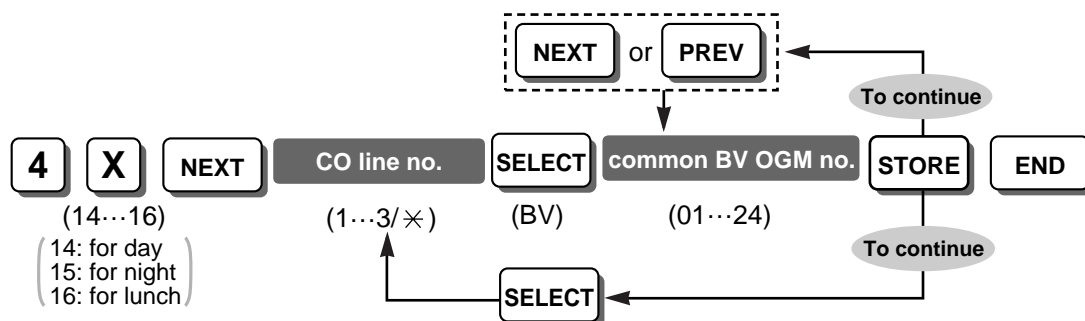 NEXT or PREV
To continue
4 X NEXT CO line no. SELECT common BV OGM no. STORE END
(14···16) (1···3/✳) (BV) (01···24)
14: for day
15: for night
16: for lunch
To continue
SELECT